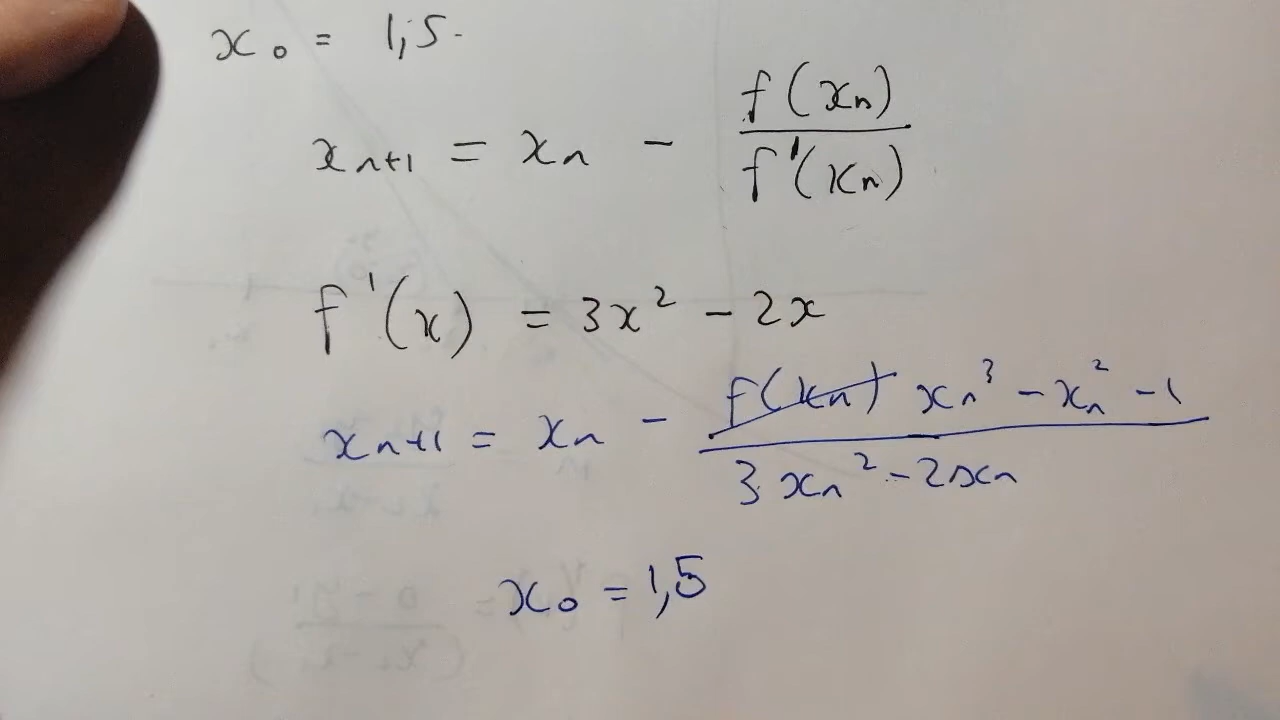 x₀ = 1,5.
xₙ₊₁ = xₙ - f(xₙ)/f'(xₙ)
f'(x) = 3x² - 2x
xₙ₊₁ = xₙ - (~~f(xₙ)~~ xₙ³ - xₙ² - 1)/(3xₙ² - 2xₙ)
x₀ = 1,5